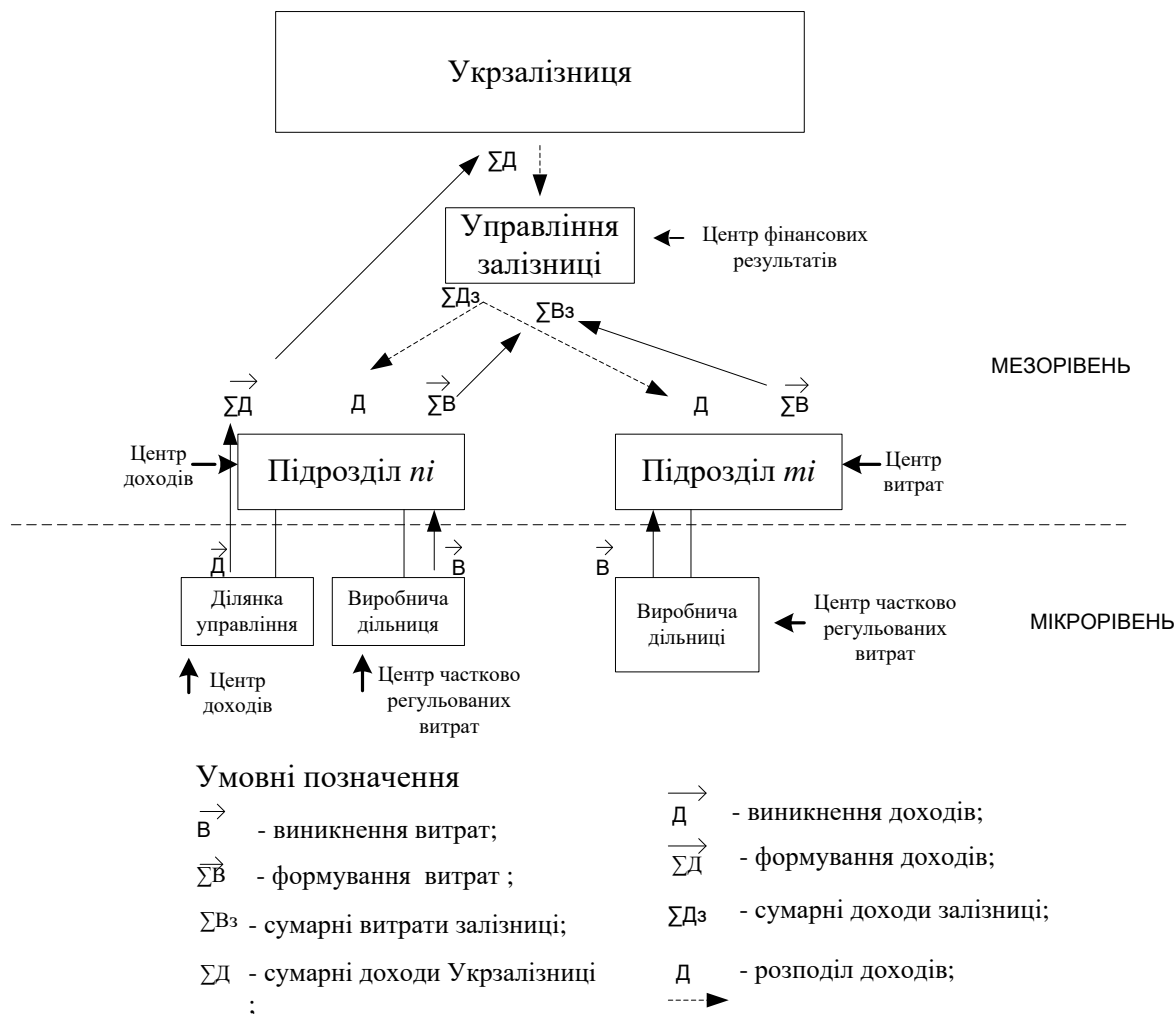 Укрзалізниця
∑Д
Управління
залізниці
Центр фінансових
результатів
∑Дз
∑Вз
МЕЗОРІВЕНЬ
∑Д
Д
∑В
Д
∑В
Центр
доходів
Підрозділ ni
Підрозділ mi
Центр
витрат
Д
В
В
Ділянка
управління
Виробнича
дільниця
Виробнича
дільниці
Центр частково
регульованих
витрат
МІКРОРІВЕНЬ
Центр
доходів
Центр частково
регульованих
витрат
Умовні позначення
В - виникнення витрат;
∑В - формування витрат ;
∑Вз - сумарні витрати залізниці;
∑Д - сумарні доходи Укрзалізниці
;
Д - виникнення доходів;
∑Д - формування доходів;
∑Дз - сумарні доходи залізниці;
Д - розподіл доходів;